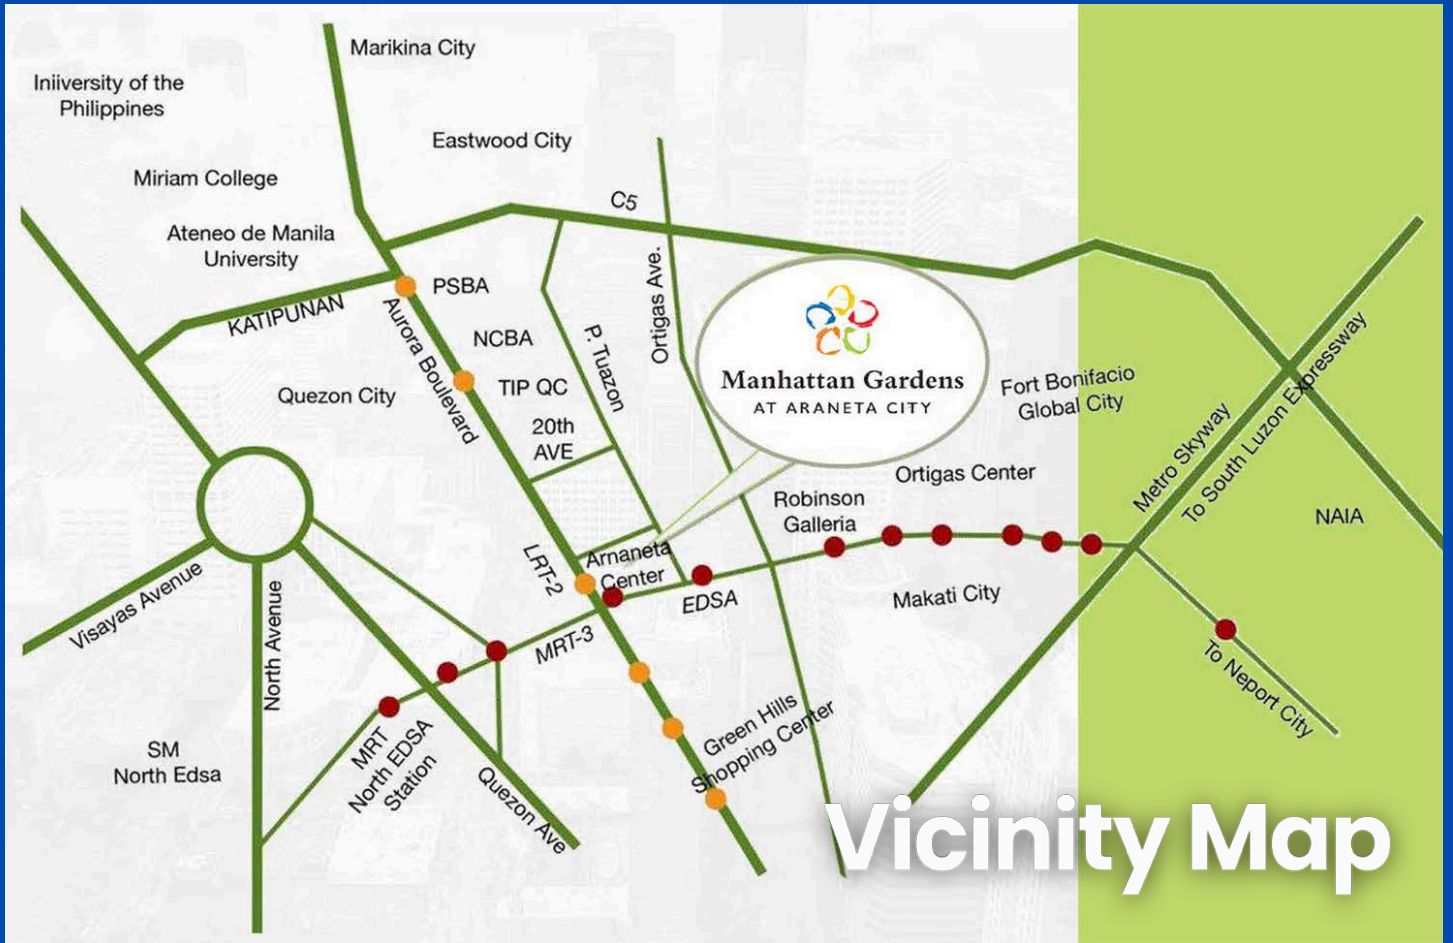 Marikina City
Iniiversity of the
Philippines
Eastwood City
Miriam College
C5
Ateneo de Manila
University
Ortigas Ave.
PSBA
KATIPUNAN
Aurora Boulevard
NCBA
P. Tuazon
TIP QC
Quezon City
20th
AVE
Manhattan Gardens
AT ARANETA CITY
Fort Bonifacio
Global City
Metro Skyway
To South Luzon Expressway
Ortigas Center
Robinson
Galleria
NAIA
LRT-2
Arnaneta
Center
EDSA
Makati City
Visayas Avenue
North Avenue
MRT-3
To Neport City
Green Hills
Shopping Center
SM
North Edsa
MRT
North EDSA
Station
Quezon Ave
Vicinity Map